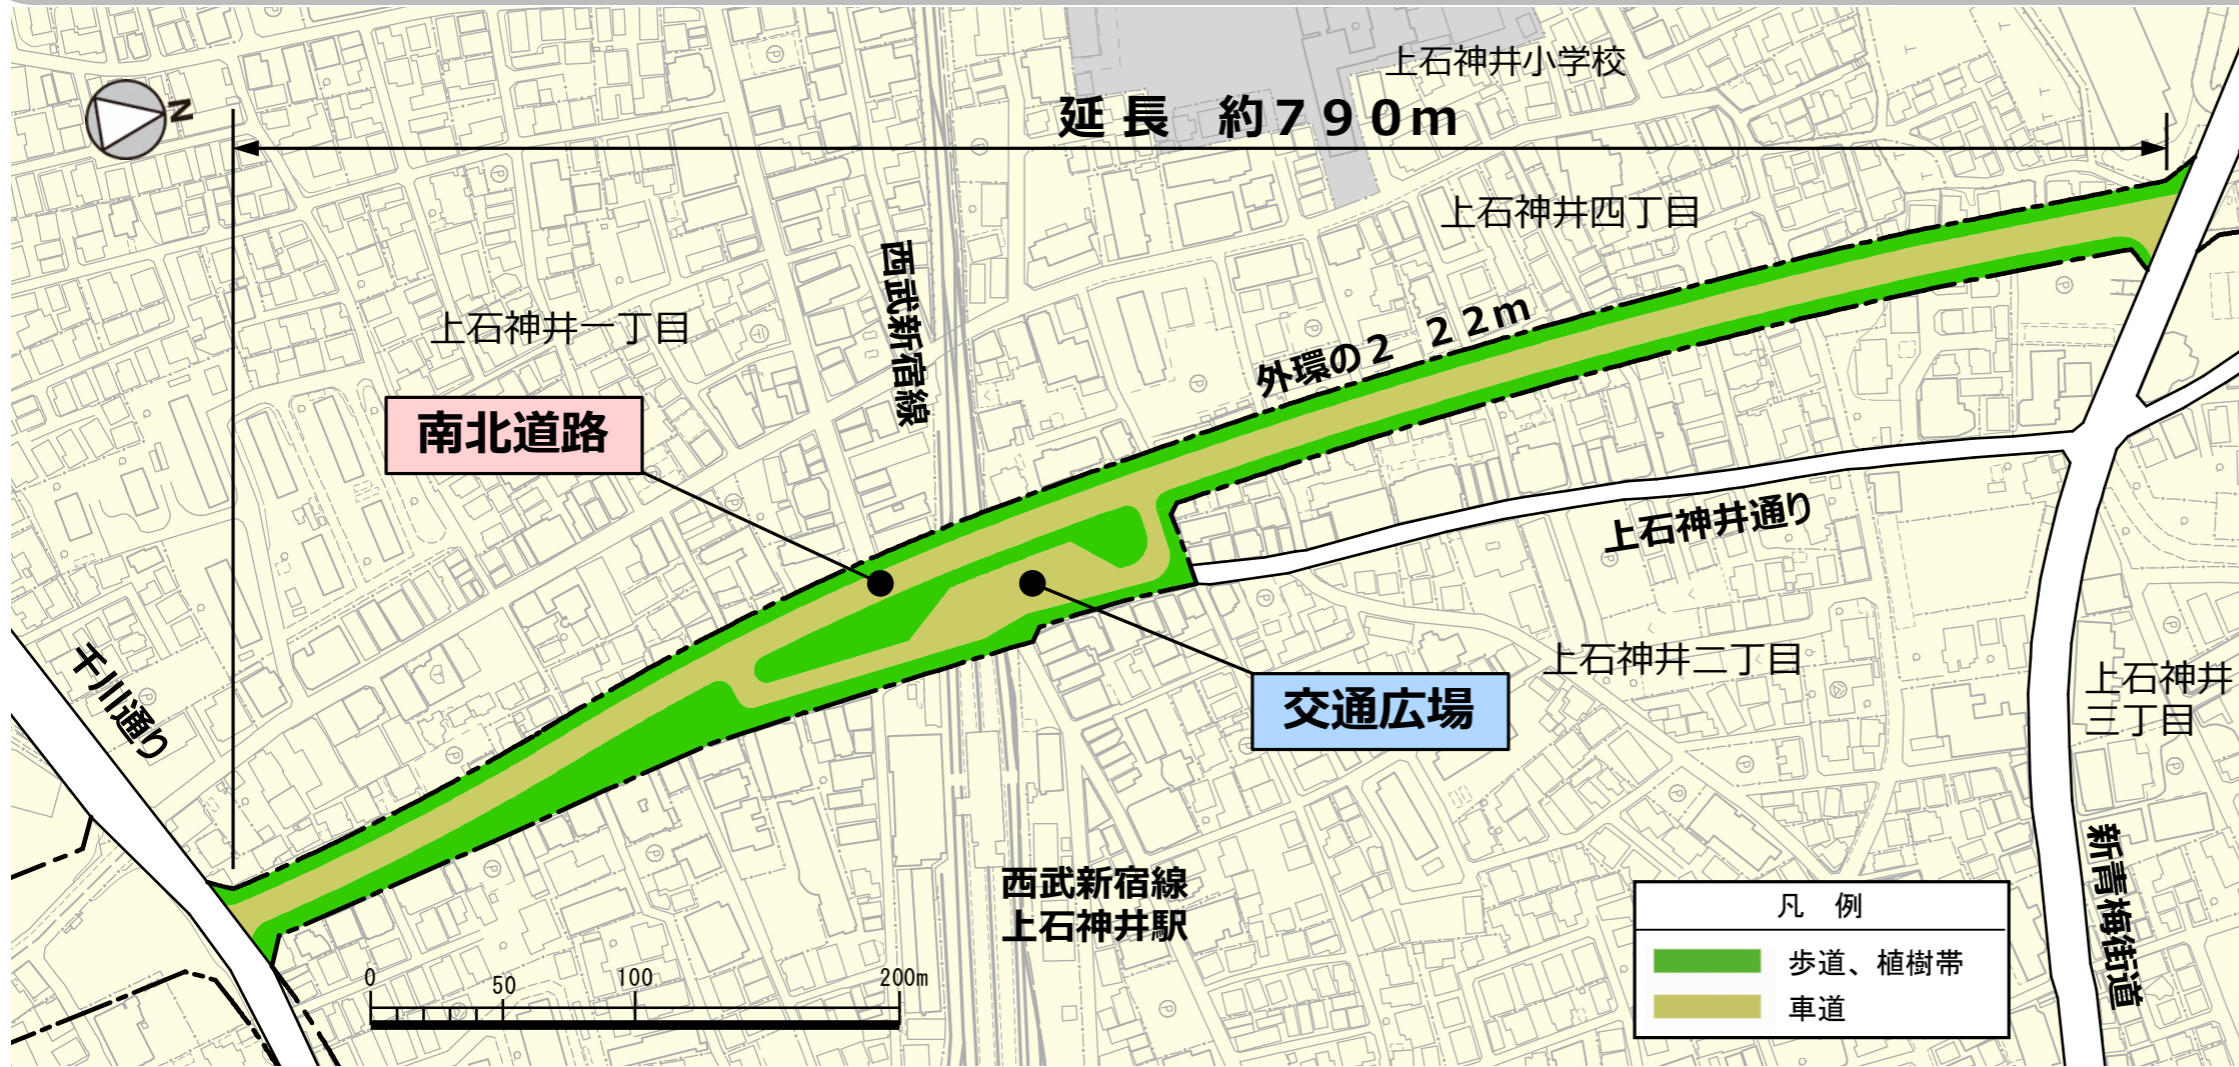 上石神井小学校
N
延長 約790m
上石神井四丁目
西武新宿線
上石神井一丁目
外環の2 22m
南北道路
上石神井通り
千川通り
上石神井二丁目
上石神井
三丁目
交通広場
新青梅街道
西武新宿線
上石神井駅
凡 例
歩道、植樹帯
車道
0 50 100 200m